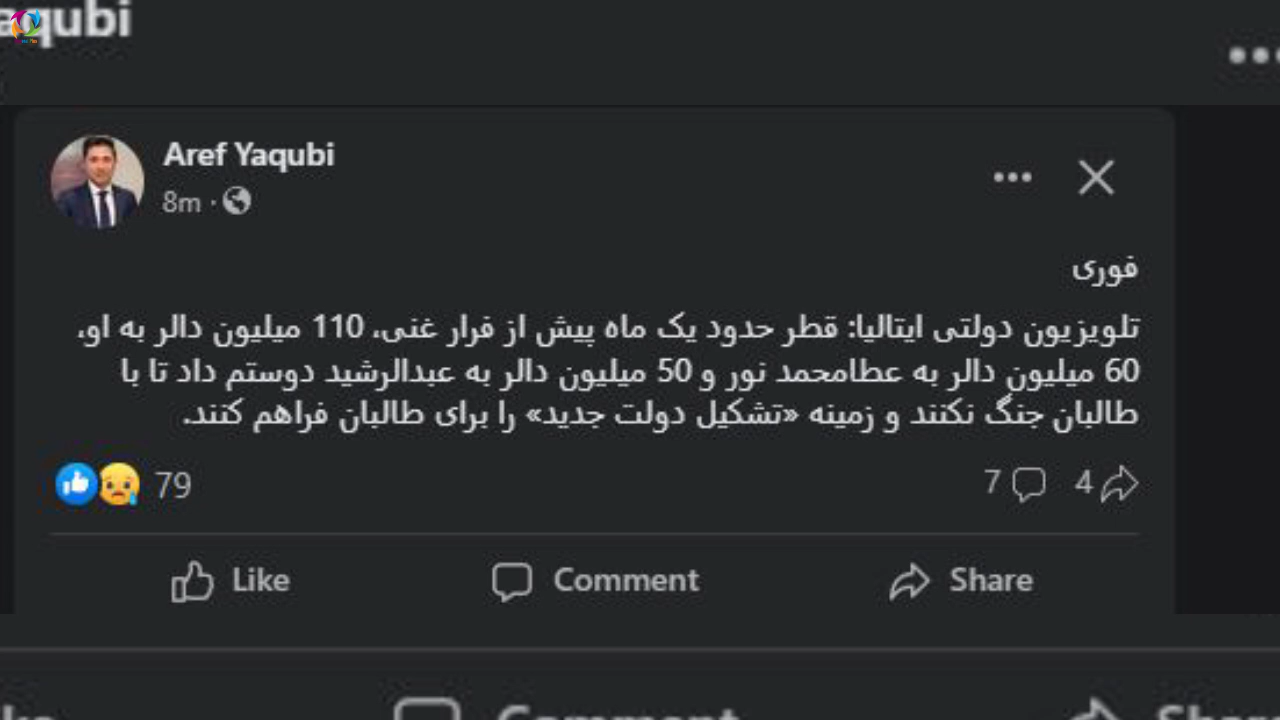 aqubi
Aref Yaqubi
8m
فوری
تلویزیون دولتی ایتالیا: قطر حدود یک ماه پیش از فرار غنی، 110 میلیون دالر به او،
60 میلیون دالر به عطامحمد نور و 50 میلیون دالر به عبدالرشید دوستم داد تا با
طالبان جنگ نکنند و زمینه «تشکیل دولت جدید» را برای طالبان فراهم کنند.
79
7 4
Like Comment Share